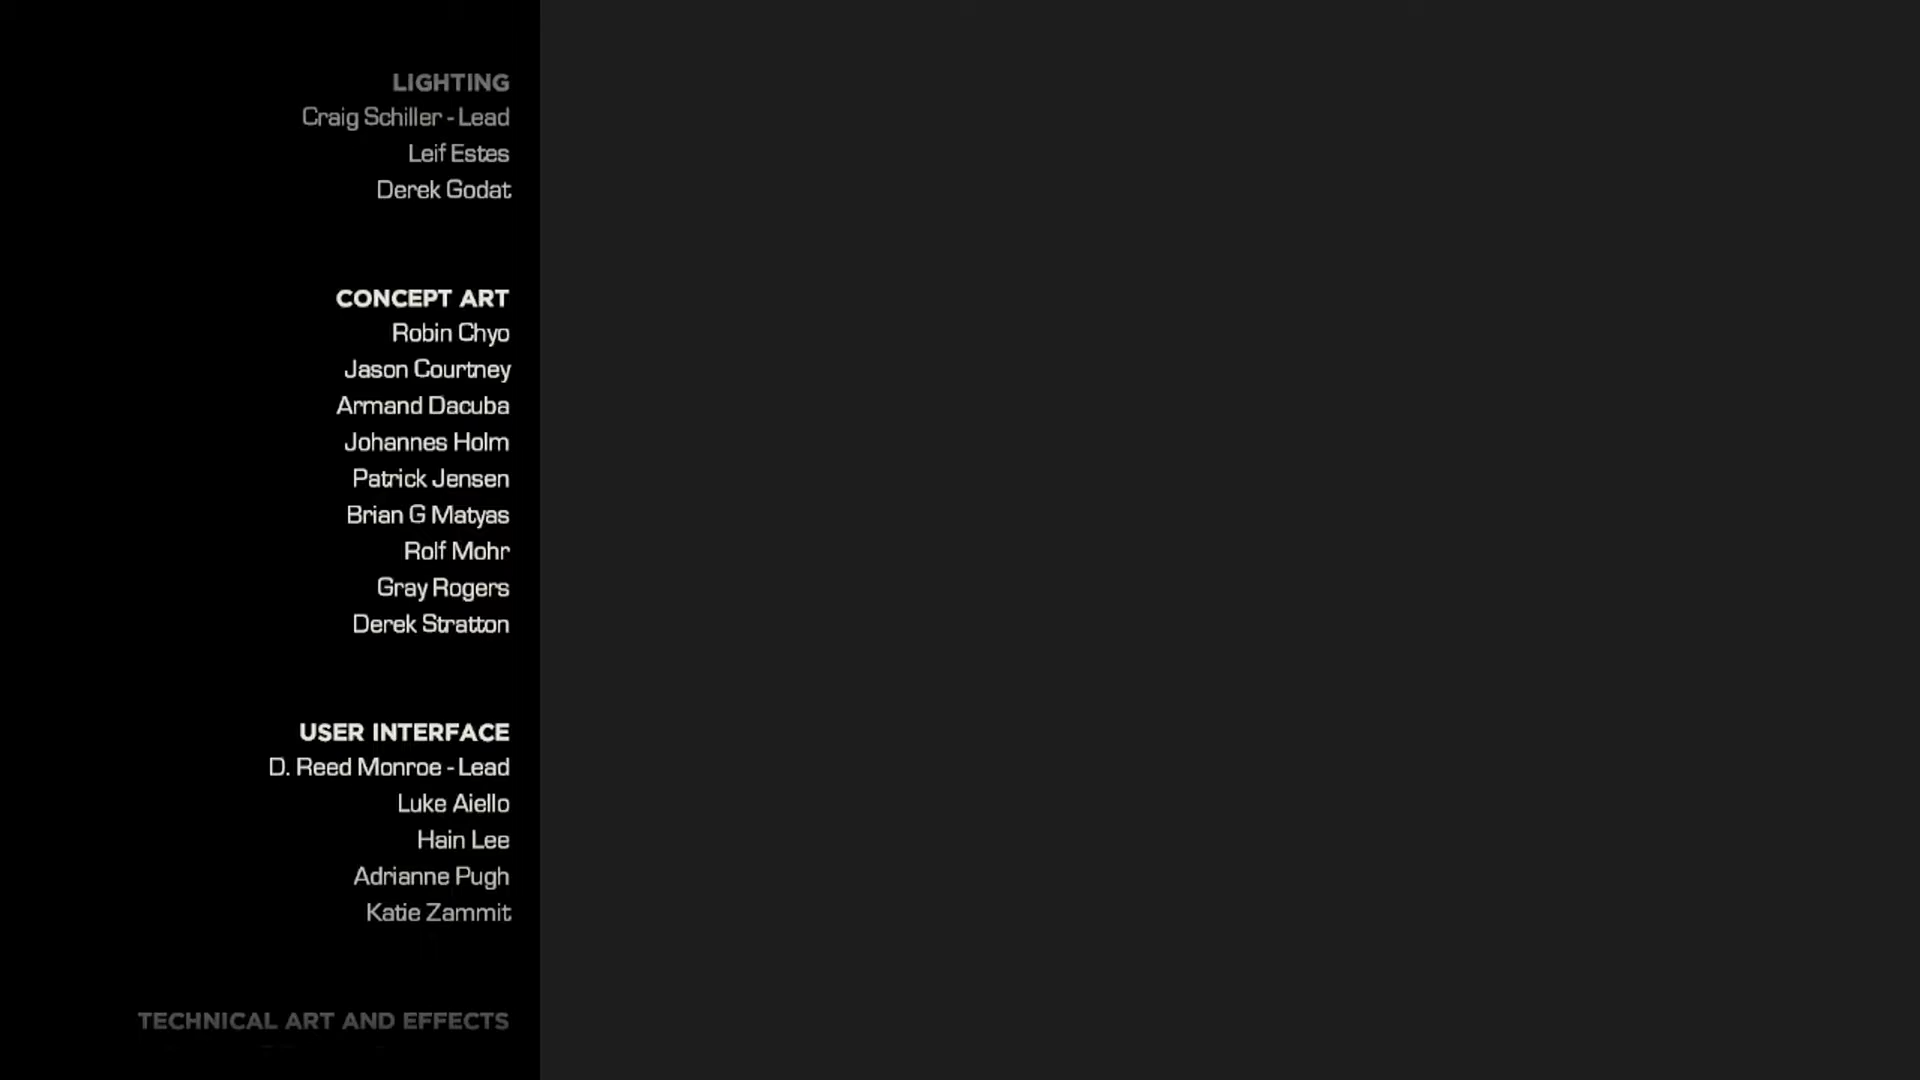 LIGHTING
Craig Schiller - Lead
Leif Estes
Derek Godat
CONCEPT ART
Robin Chyo
Jason Courtney
Armand Dacuba
Johannes Holm
Patrick Jensen
Brian G Matyas
Rolf Mohr
Gray Rogers
Derek Stratton
USER INTERFACE
D. Reed Monroe - Lead
Luke Aiello
Hain Lee
Adrianne Pugh
Katie Zammit
TECHNICAL ART AND EFFECTS